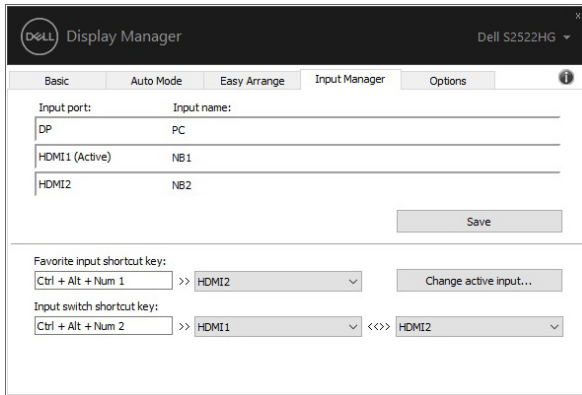 DELL Display Manager Dell S2522HG
x
Basic Auto Mode Easy Arrange Input Manager Options i
Input port: Input name:
DP PC
HDMI1 (Active) NB1
HDMI2 NB2
Save
Favorite input shortcut key:
Ctrl + Alt + Num 1 >> HDMI2 Change active input...
Input switch shortcut key:
Ctrl + Alt + Num 2 >> HDMI1 <<>> HDMI2